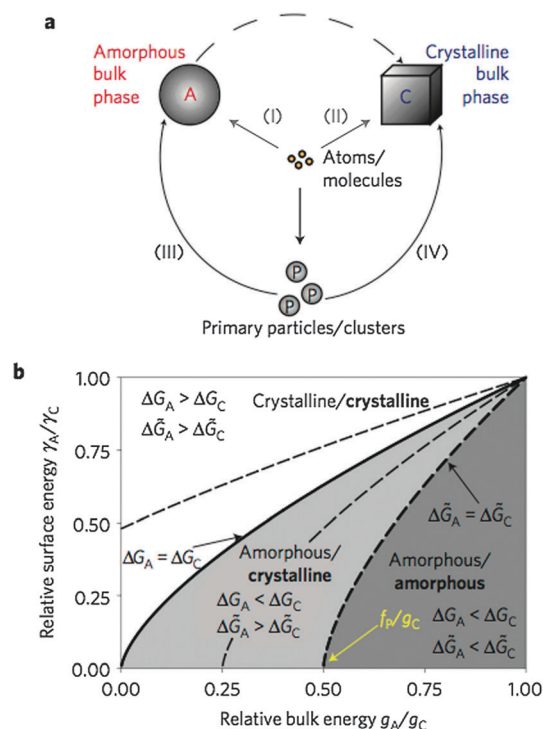 a
Amorphous
bulk
phase
A
Crystalline
bulk
phase
C
(I)
(II)
Atoms/
molecules
(III)
(IV)
P
P
P
Primary particles/clusters
b
Relative surface energy γA/γC
1.00
0.75
0.50
0.25
0.00
ΔGA > ΔGC
ΔG̃A > ΔG̃C
Crystalline/crystalline
ΔGA = ΔGC
Amorphous/
crystalline
ΔGA < ΔGC
ΔG̃A > ΔG̃C
ΔG̃A = ΔG̃C
Amorphous/
amorphous
fP/gC
ΔGA < ΔGC
ΔG̃A < ΔG̃C
0.00
0.25
0.50
0.75
1.00
Relative bulk energy gA/gC